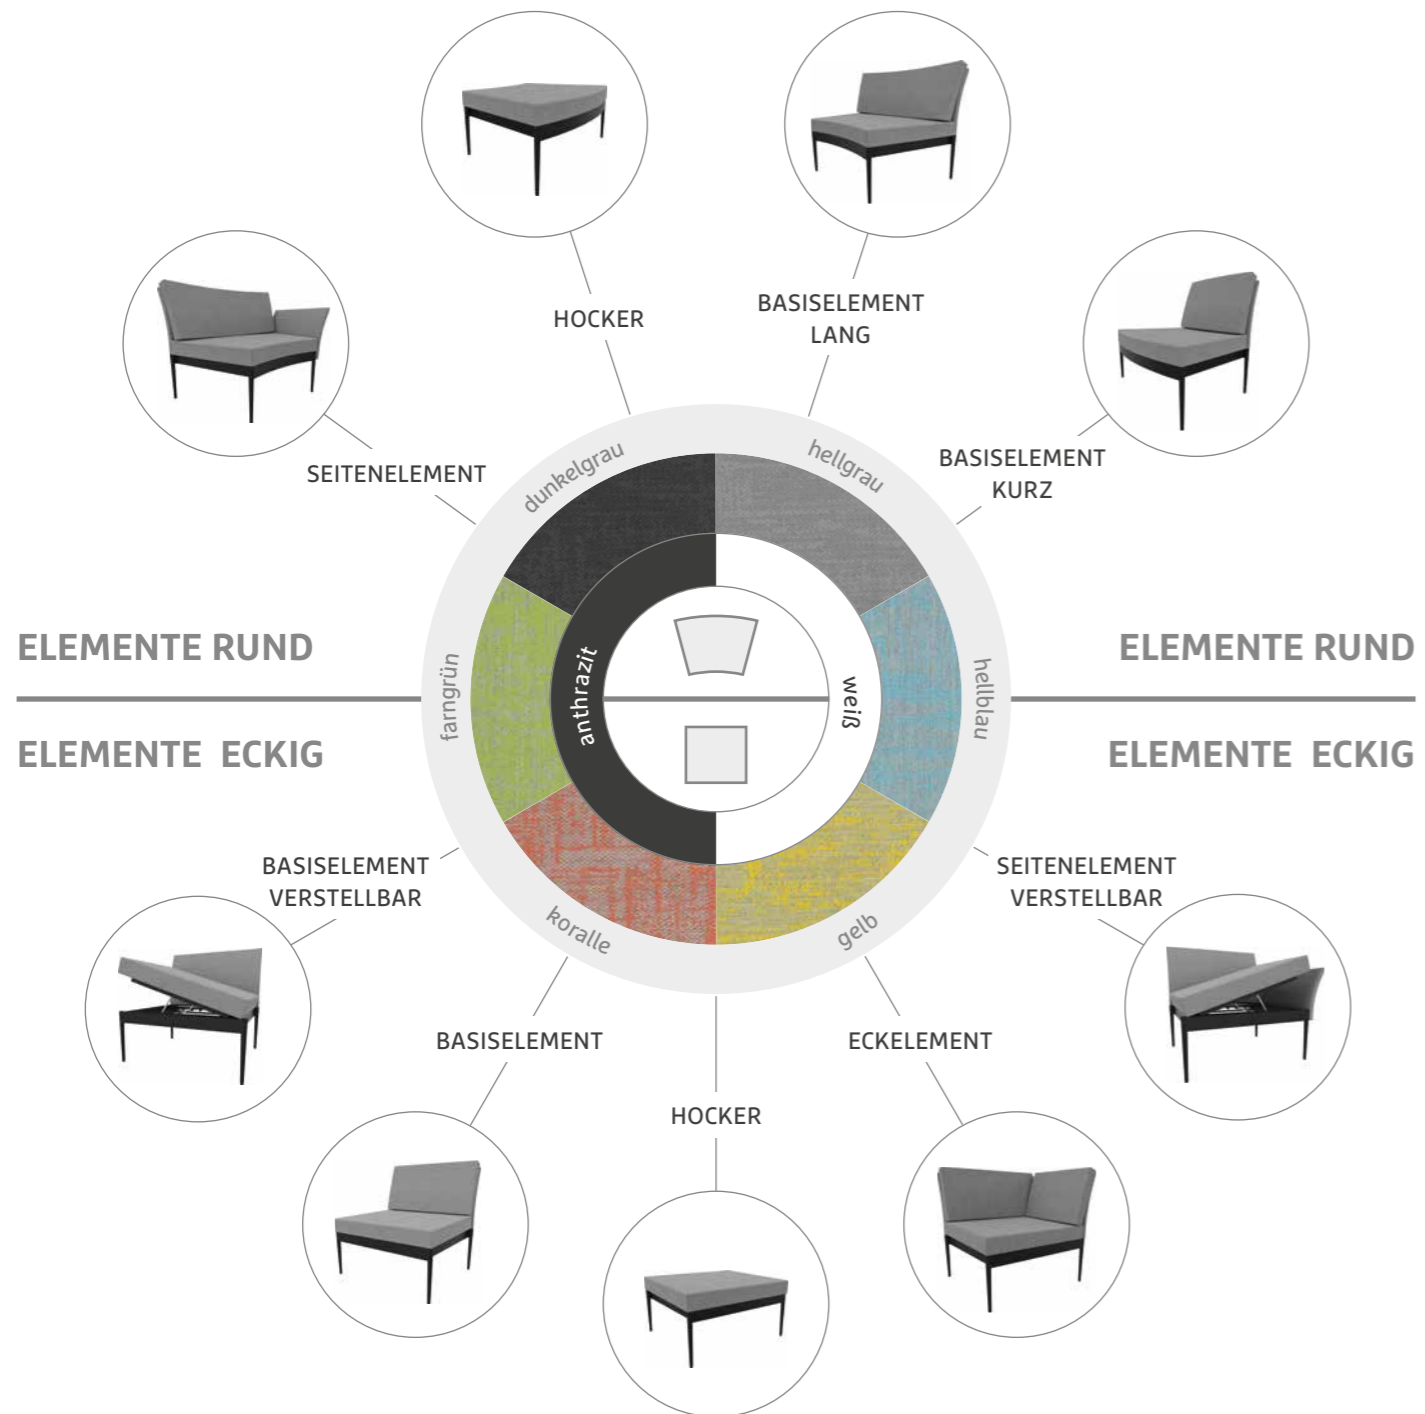 HOCKER
BASISELEMENT
LANG
SEITENELEMENT
BASISELEMENT
KURZ
dunkelgrau
hellgrau
ELEMENTE RUND
ELEMENTE RUND
farngrün
anthrazit
weiß
hellblau
ELEMENTE ECKIG
ELEMENTE ECKIG
BASISELEMENT
VERSTELLBAR
SEITENELEMENT
VERSTELLBAR
koralle
gelb
BASISELEMENT
ECKELEMENT
HOCKER